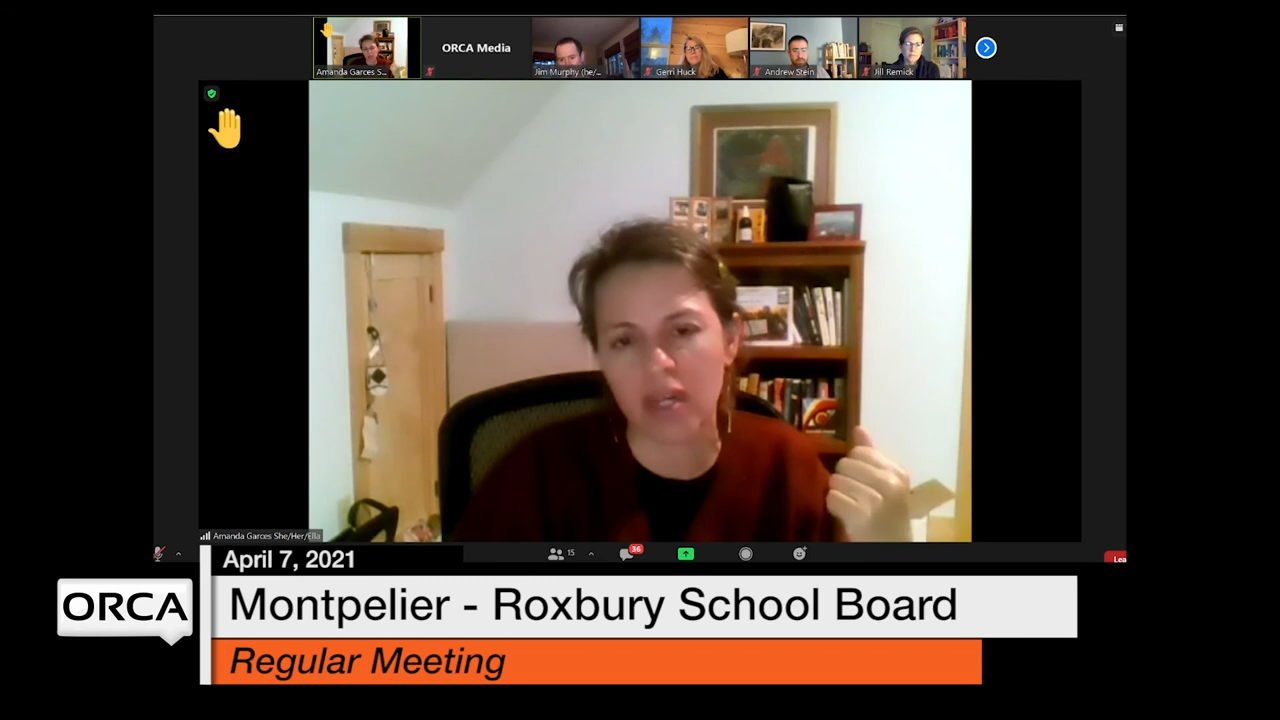 Amanda Garces S...
ORCA Media
Jim Murphy (he/...
Gerri Huck
Andrew Stein
Jill Remick
Amanda Garces She/Her/Ella
15
36
Lea
April 7, 2021
ORCA
Montpelier - Roxbury School Board
Regular Meeting